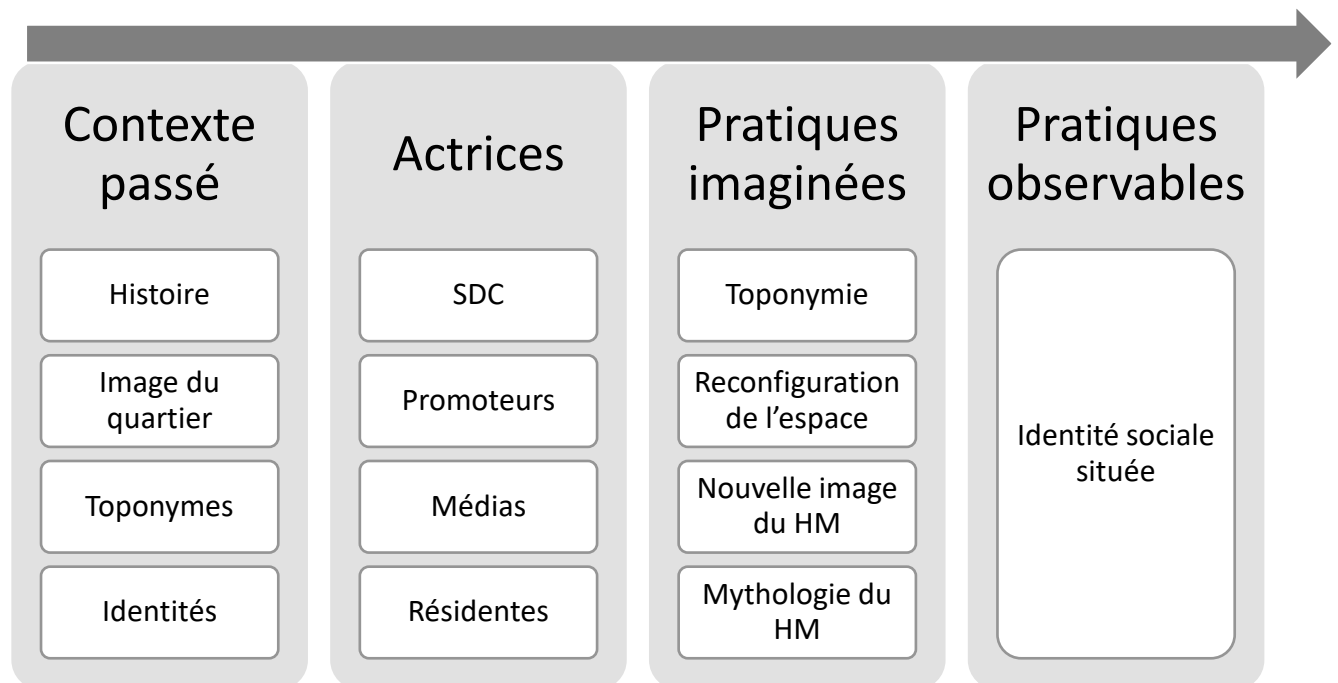 Contexte
passé
Histoire
Image du
quartier
Toponymes
Identités
Actrices
SDC
Promoteurs
Médias
Résidentes
Pratiques
imaginées
Toponymie
Reconfiguration
de l’espace
Nouvelle image
du HM
Mythologie du
HM
Pratiques
observables
Identité sociale
située